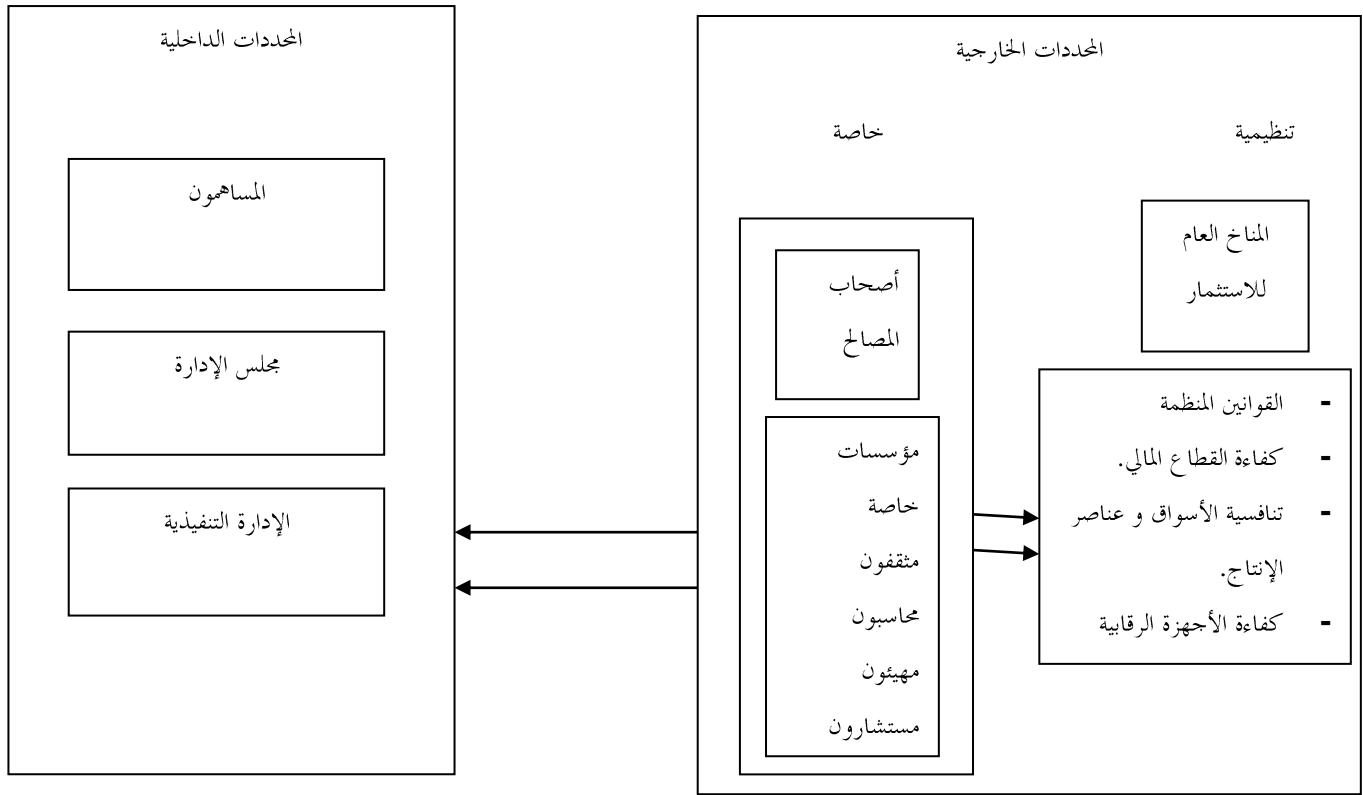 المحددات الخارجية
تنظيمية
المناخ العام
للاستثمار
- القوانين المنظمة
- كفاءة القطاع المالي.
- تنافسية الأسواق و عناصر
الإنتاج.
- كفاءة الأجهزة الرقابية
خاصة
أصحاب
المصالح
مؤسسات
خاصة
مثقفون
محاسبون
مهيئون
مستشارون
المحددات الداخلية
المساهمون
مجلس الإدارة
الإدارة التنفيذية